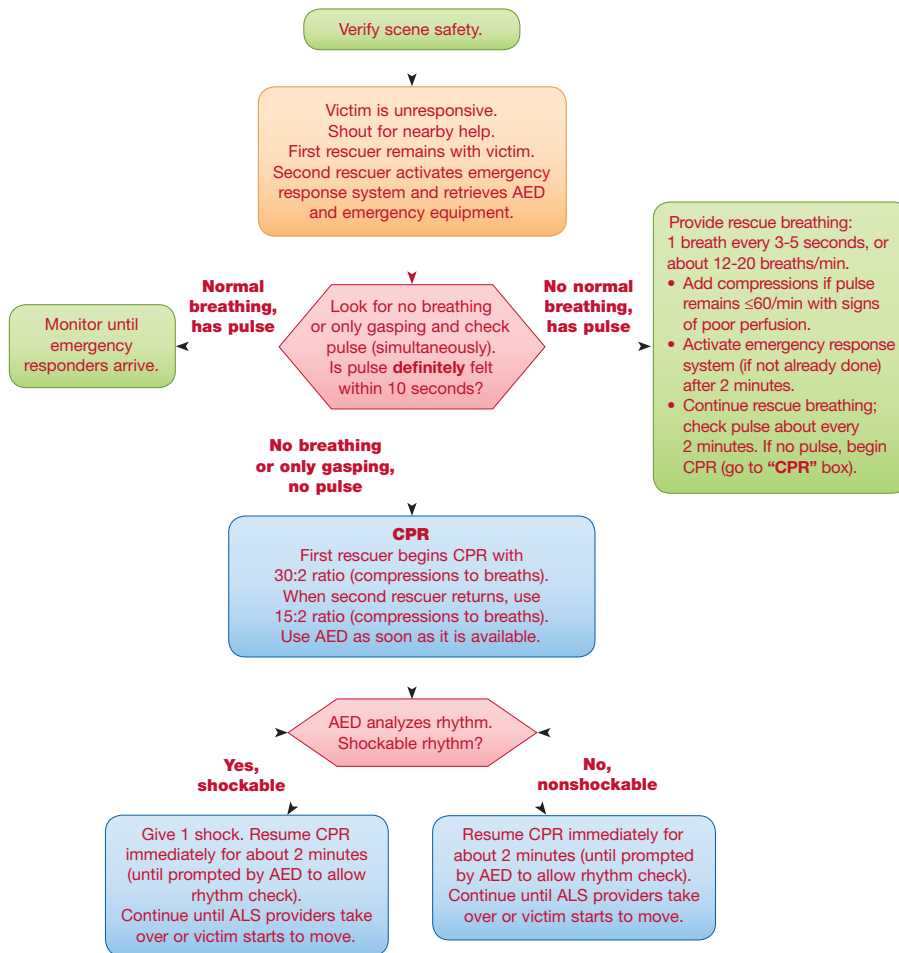 Verify scene safety.
Victim is unresponsive.
Shout for nearby help.
First rescuer remains with victim.
Second rescuer activates emergency
response system and retrieves AED
and emergency equipment.
Normal
breathing,
has pulse
Monitor until
emergency
responders arrive.
Look for no breathing
or only gasping and check
pulse (simultaneously).
Is pulse definitely felt
within 10 seconds?
No normal
breathing,
has pulse
Provide rescue breathing:
1 breath every 3-5 seconds, or
about 12-20 breaths/min.
• Add compressions if pulse
remains ≤60/min with signs
of poor perfusion.
• Activate emergency response
system (if not already done)
after 2 minutes.
• Continue rescue breathing;
check pulse about every
2 minutes. If no pulse, begin
CPR (go to “CPR” box).
No breathing
or only gasping,
no pulse
CPR
First rescuer begins CPR with
30:2 ratio (compressions to breaths).
When second rescuer returns, use
15:2 ratio (compressions to breaths).
Use AED as soon as it is available.
AED analyzes rhythm.
Shockable rhythm?
Yes,
shockable
No,
nonshockable
Give 1 shock. Resume CPR
immediately for about 2 minutes
(until prompted by AED to allow
rhythm check).
Continue until ALS providers take
over or victim starts to move.
Resume CPR immediately for
about 2 minutes (until prompted
by AED to allow rhythm check).
Continue until ALS providers take
over or victim starts to move.